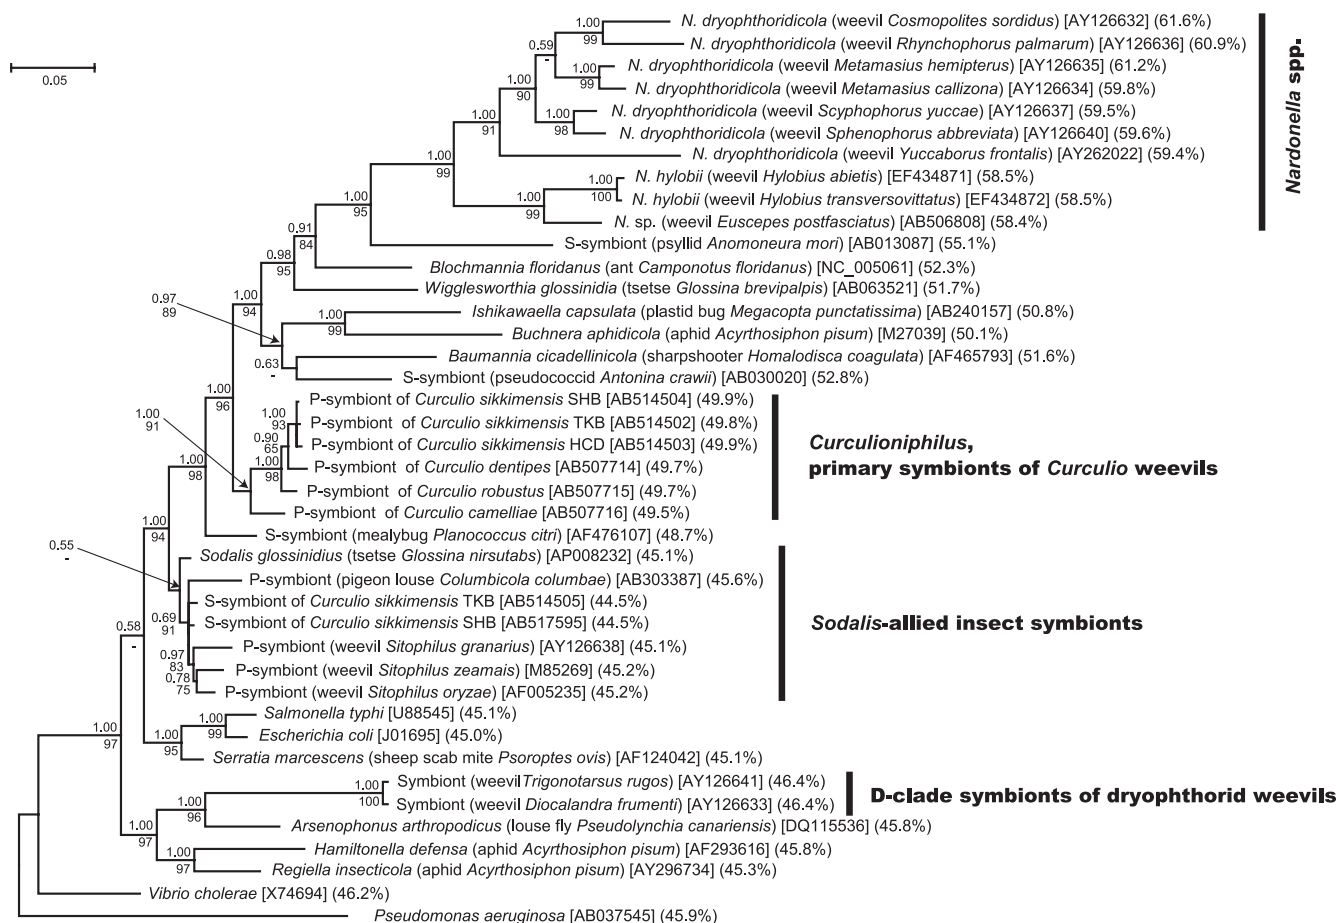 1.00
99
N. dryophthoridicola (weevil Cosmopolites sordidus) [AY126632] (61.6%)
N. dryophthoridicola (weevil Rhynchophorus palmarum) [AY126636] (60.9%)
0.59
-
1.00
99
N. dryophthoridicola (weevil Metamasius hemipterus) [AY126635] (61.2%)
N. dryophthoridicola (weevil Metamasius callizona) [AY126634] (59.8%)
0.05
1.00
90
1.00
98
N. dryophthoridicola (weevil Scyphophorus yuccae) [AY126637] (59.5%)
N. dryophthoridicola (weevil Sphenophorus abbreviata) [AY126640] (59.6%)
1.00
91
N. dryophthoridicola (weevil Yuccaborus frontalis) [AY262022] (59.4%)
1.00
99
1.00
100
N. hylobii (weevil Hylobius abietis) [EF434871] (58.5%)
N. hylobii (weevil Hylobius transversovittatus) [EF434872] (58.5%)
1.00
99
N. sp. (weevil Euscepes postfasciatus) [AB506808] (58.4%)
Nardonella spp.
1.00
95
S-symbiont (psyllid Anomoneura mori) [AB013087] (55.1%)
0.91
84
Blochmannia floridanus (ant Camponotus floridanus) [NC_005061] (52.3%)
0.98
95
Wigglesworthia glossinidia (tsetse Glossina brevipalpis) [AB063521] (51.7%)
0.97
89
1.00
94
1.00
99
Ishikawaella capsulata (plastid bug Megacopta punctatissima) [AB240157] (50.8%)
Buchnera aphidicola (aphid Acyrthosiphon pisum) [M27039] (50.1%)
0.63
-
Baumannia cicadellinicola (sharpshooter Homalodisca coagulata) [AF465793] (51.6%)
S-symbiont (pseudococcid Antonina crawii) [AB030020] (52.8%)
1.00
96
1.00
91
1.00
93
P-symbiont of Curculio sikkimensis SHB [AB514504] (49.9%)
P-symbiont of Curculio sikkimensis TKB [AB514502] (49.8%)
P-symbiont of Curculio sikkimensis HCD [AB514503] (49.9%)
0.90
65
P-symbiont of Curculio dentipes [AB507714] (49.7%)
1.00
98
P-symbiont of Curculio robustus [AB507715] (49.7%)
P-symbiont of Curculio camelliae [AB507716] (49.5%)
Curculioniphilus,
primary symbionts of Curculio weevils
1.00
98
S-symbiont (mealybug Planococcus citri) [AF476107] (48.7%)
1.00
94
0.55
-
Sodalis glossinidius (tsetse Glossina nirsutabs) [AP008232] (45.1%)
P-symbiont (pigeon louse Columbicola columbae) [AB303387] (45.6%)
S-symbiont of Curculio sikkimensis TKB [AB514505] (44.5%)
S-symbiont of Curculio sikkimensis SHB [AB517595] (44.5%)
0.69
91
0.97
83
P-symbiont (weevil Sitophilus granarius) [AY126638] (45.1%)
0.78
75
P-symbiont (weevil Sitophilus zeamais) [M85269] (45.2%)
P-symbiont (weevil Sitophilus oryzae) [AF005235] (45.2%)
Sodalis-allied insect symbionts
0.58
-
1.00
99
Salmonella typhi [U88545] (45.1%)
Escherichia coli [J01695] (45.0%)
1.00
95
Serratia marcescens (sheep scab mite Psoroptes ovis) [AF124042] (45.1%)
1.00
97
1.00
100
Symbiont (weevil Trigonotarsus rugos) [AY126641] (46.4%)
Symbiont (weevil Diocalandra frumenti) [AY126633] (46.4%)
D-clade symbionts of dryophthorid weevils
1.00
96
Arsenophonus arthropodicus (louse fly Pseudolynchia canariensis) [DQ115536] (45.8%)
1.00
97
1.00
97
Hamiltonella defensa (aphid Acyrthosiphon pisum) [AF293616] (45.8%)
Regiella insecticola (aphid Acyrthosiphon pisum) [AY296734] (45.3%)
Vibrio cholerae [X74694] (46.2%)
Pseudomonas aeruginosa [AB037545] (45.9%)